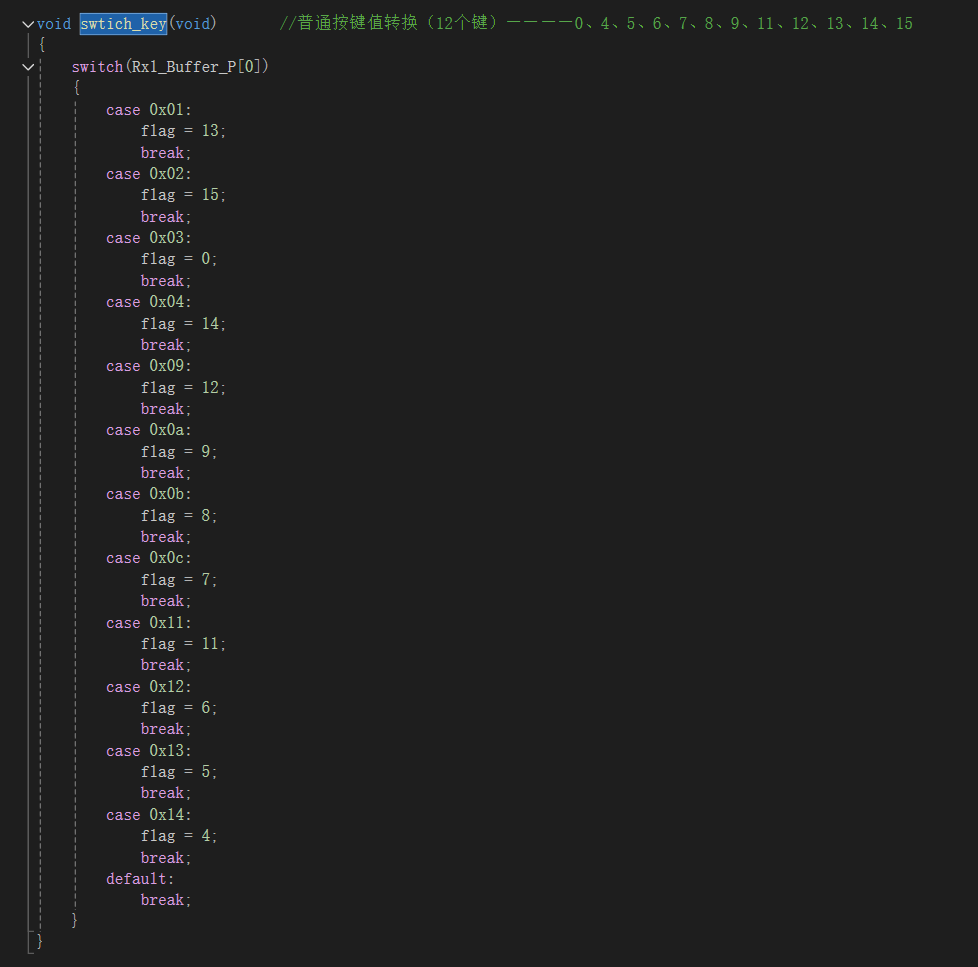 void swtich_key(void)        //普通按键值转换（12个键）－－－－0、4、5、6、7、8、9、11、12、13、14、15
{
    switch(Rx1_Buffer_P[0])
    {
        case 0x01:
            flag = 13;
            break;
        case 0x02:
            flag = 15;
            break;
        case 0x03:
            flag = 0;
            break;
        case 0x04:
            flag = 14;
            break;
        case 0x09:
            flag = 12;
            break;
        case 0x0a:
            flag = 9;
            break;
        case 0x0b:
            flag = 8;
            break;
        case 0x0c:
            flag = 7;
            break;
        case 0x11:
            flag = 11;
            break;
        case 0x12:
            flag = 6;
            break;
        case 0x13:
            flag = 5;
            break;
        case 0x14:
            flag = 4;
            break;
        default:
            break;
    }
}